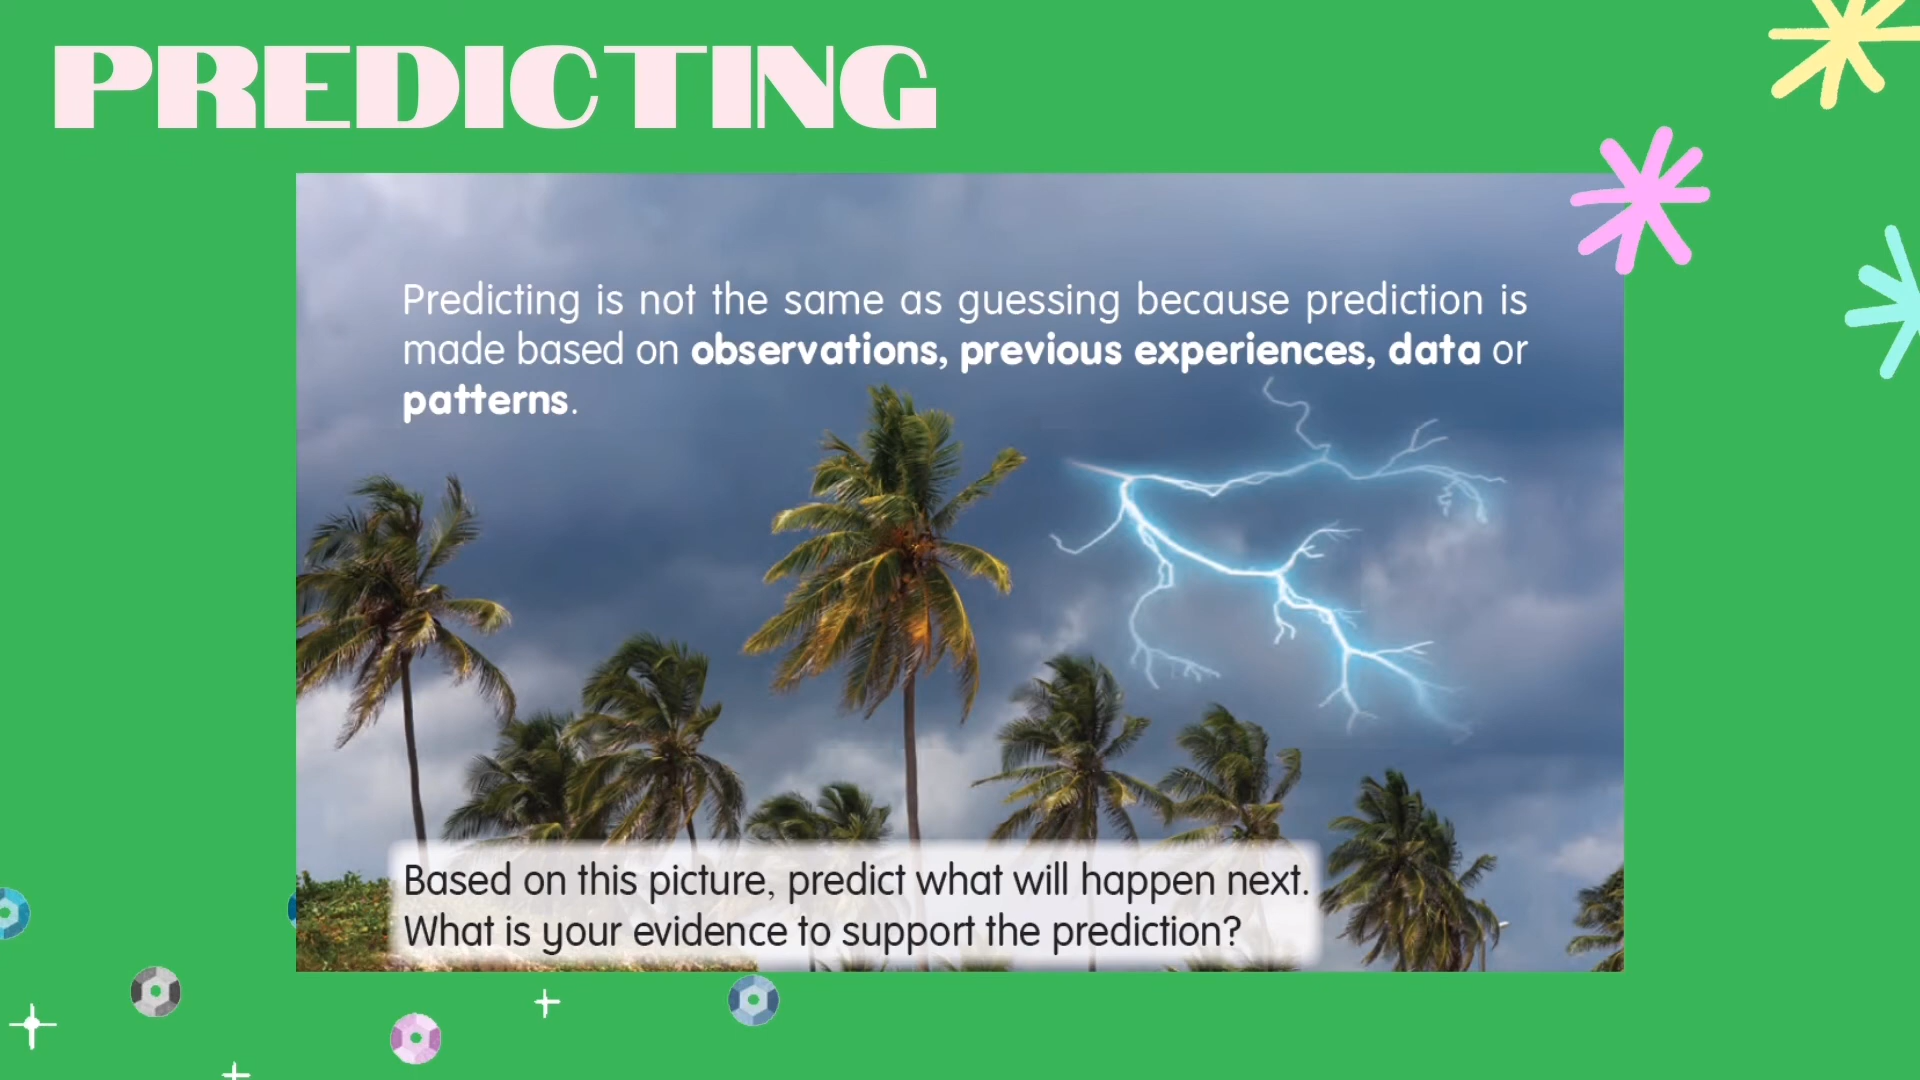 PREDICTING
Predicting is not the same as guessing because prediction is
made based on observations, previous experiences, data or
patterns.
Based on this picture, predict what will happen next.
What is your evidence to support the prediction?